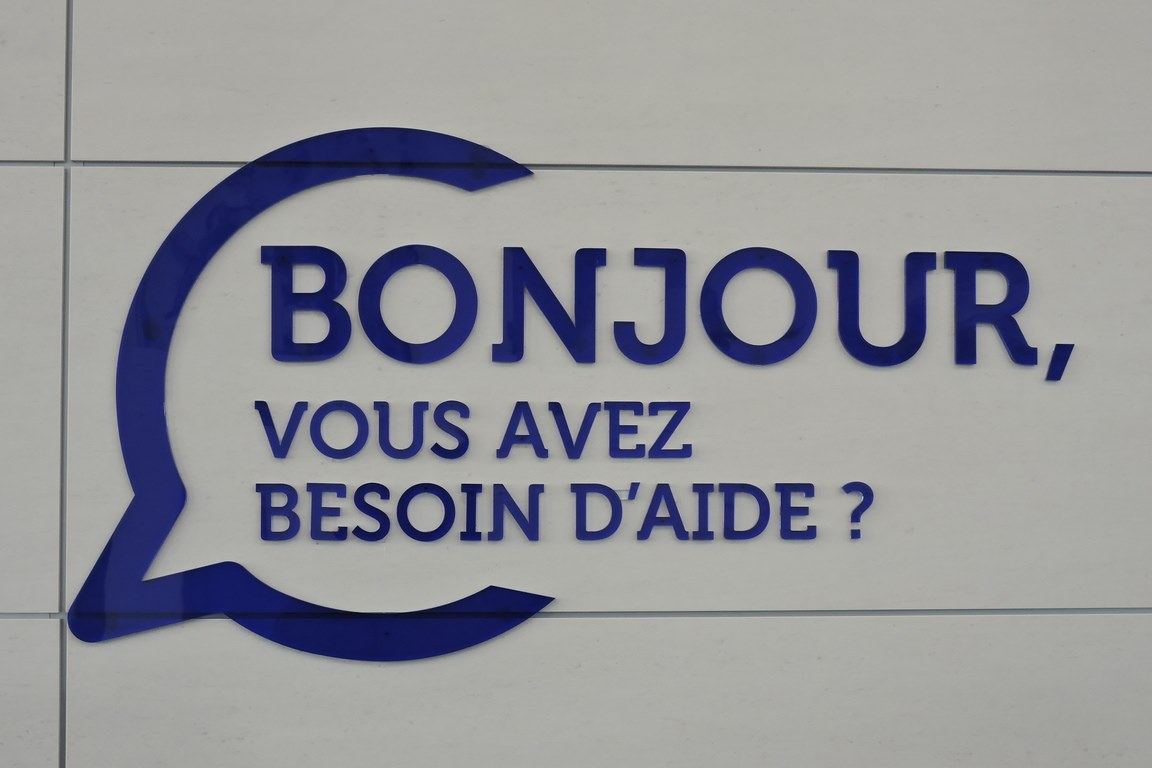 BONJOUR,
VOUS AVEZ
BESOIN D'AIDE ?